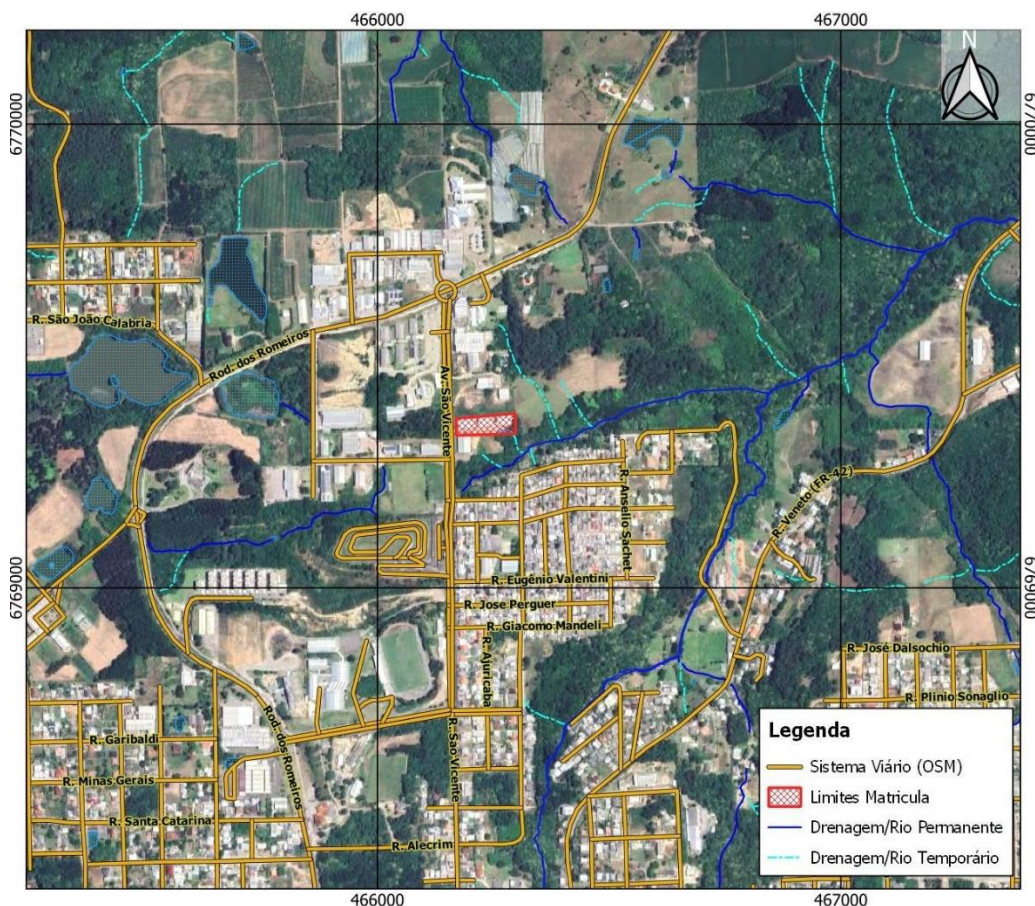 466000
467000
N
6770000
6770000
R. São João Calabria
Rod. dos Romeiros
Av. São Vicente
R. Anselio Sachet
R. Veneto (FR-42)
6769000
6769000
R. Eugênio Valentini
R. Jose Perguer
R. Giacomo Mandeli
R. Ajuricaba
R. José Dalsochio
R. Plinio Sonaglio
R. Garibaldi
Rod. dos Romeiros
R. Sao Vicente
R. Minas Gerais
R. Santa Catarina
R. Alecrim
Legenda
Sistema Viário (OSM)
Limites Matricula
Drenagem/Rio Permanente
Drenagem/Rio Temporário
466000
467000